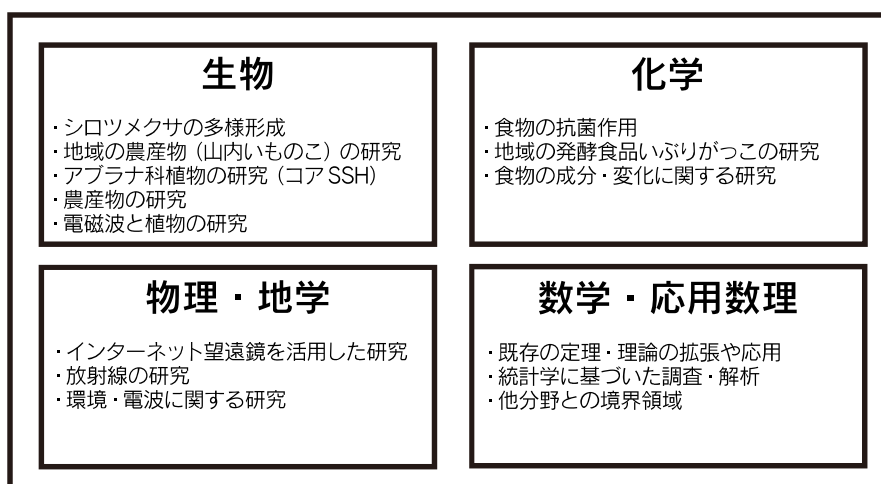 生物
・シロツメクサの多様形成
・地域の農産物（山内いものこ）の研究
・アブラナ科植物の研究（コアSSH）
・農産物の研究
・電磁波と植物の研究
化学
・食物の抗菌作用
・地域の発酵食品いぶりがっこの研究
・食物の成分・変化に関する研究
物理・地学
・インターネット望遠鏡を活用した研究
・放射線の研究
・環境・電波に関する研究
数学・応用数理
・既存の定理・理論の拡張や応用
・統計学に基づいた調査・解析
・他分野との境界領域